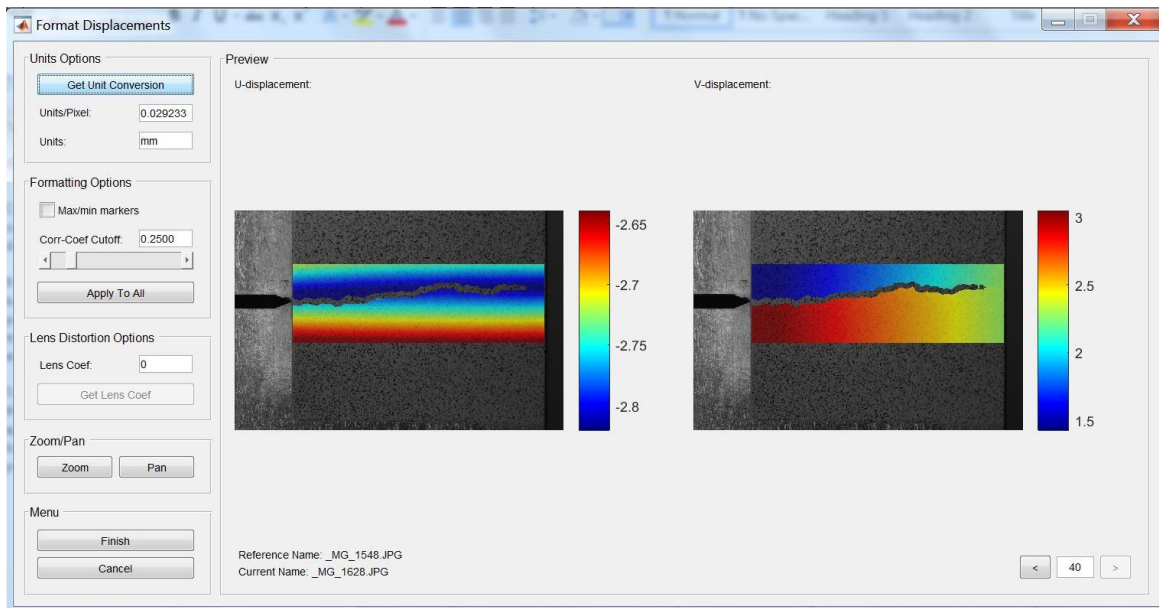 Format Displacements
Units Options
Get Unit Conversion
Units/Pixel: 0.029233
Units: mm
Formatting Options
Max/min markers
Corr-Coef Cutoff: 0.2500
Apply To All
Lens Distortion Options
Lens Coef: 0
Get Lens Coef
Zoom/Pan
Zoom Pan
Menu
Finish
Cancel
Preview
U-displacement:
-2.65
-2.7
-2.75
-2.8
V-displacement:
3
2.5
2
1.5
Reference Name: _MG_1548.JPG
Current Name: _MG_1628.JPG
< 40 >